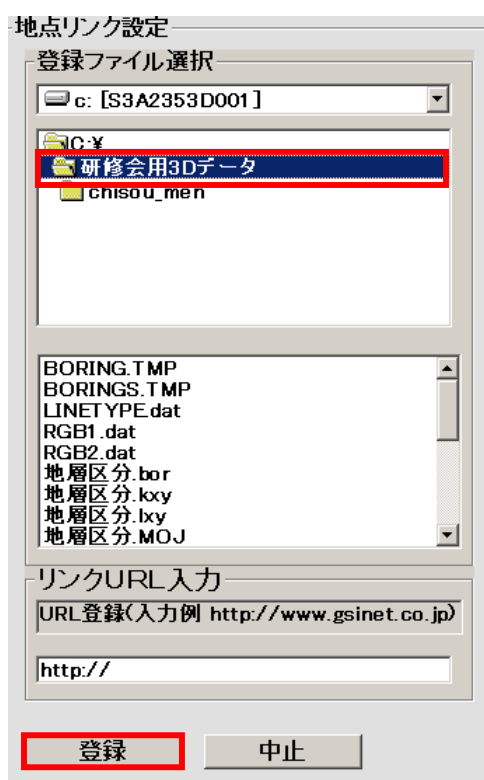 地点リンク設定
登録ファイル選択
c: [S3A2353D001]
C:¥
研修会用3Dデータ
chisou_men
BORING.TMP
BORINGS.TMP
LINETYPE.dat
RGB1.dat
RGB2.dat
地層区分.bor
地層区分.kxy
地層区分.lxy
地層区分.MOJ
リンクURL入力
URL登録(入力例 http://www.gsinet.co.jp)
http://
登録
中止